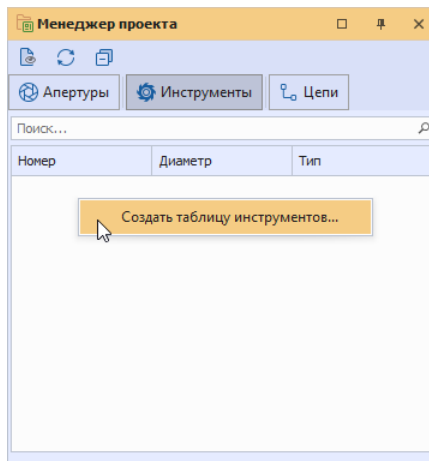 Менеджер проекта
Апертуры Инструменты Цепи
Поиск...
Номер Диаметр Тип
Создать таблицу инструментов...